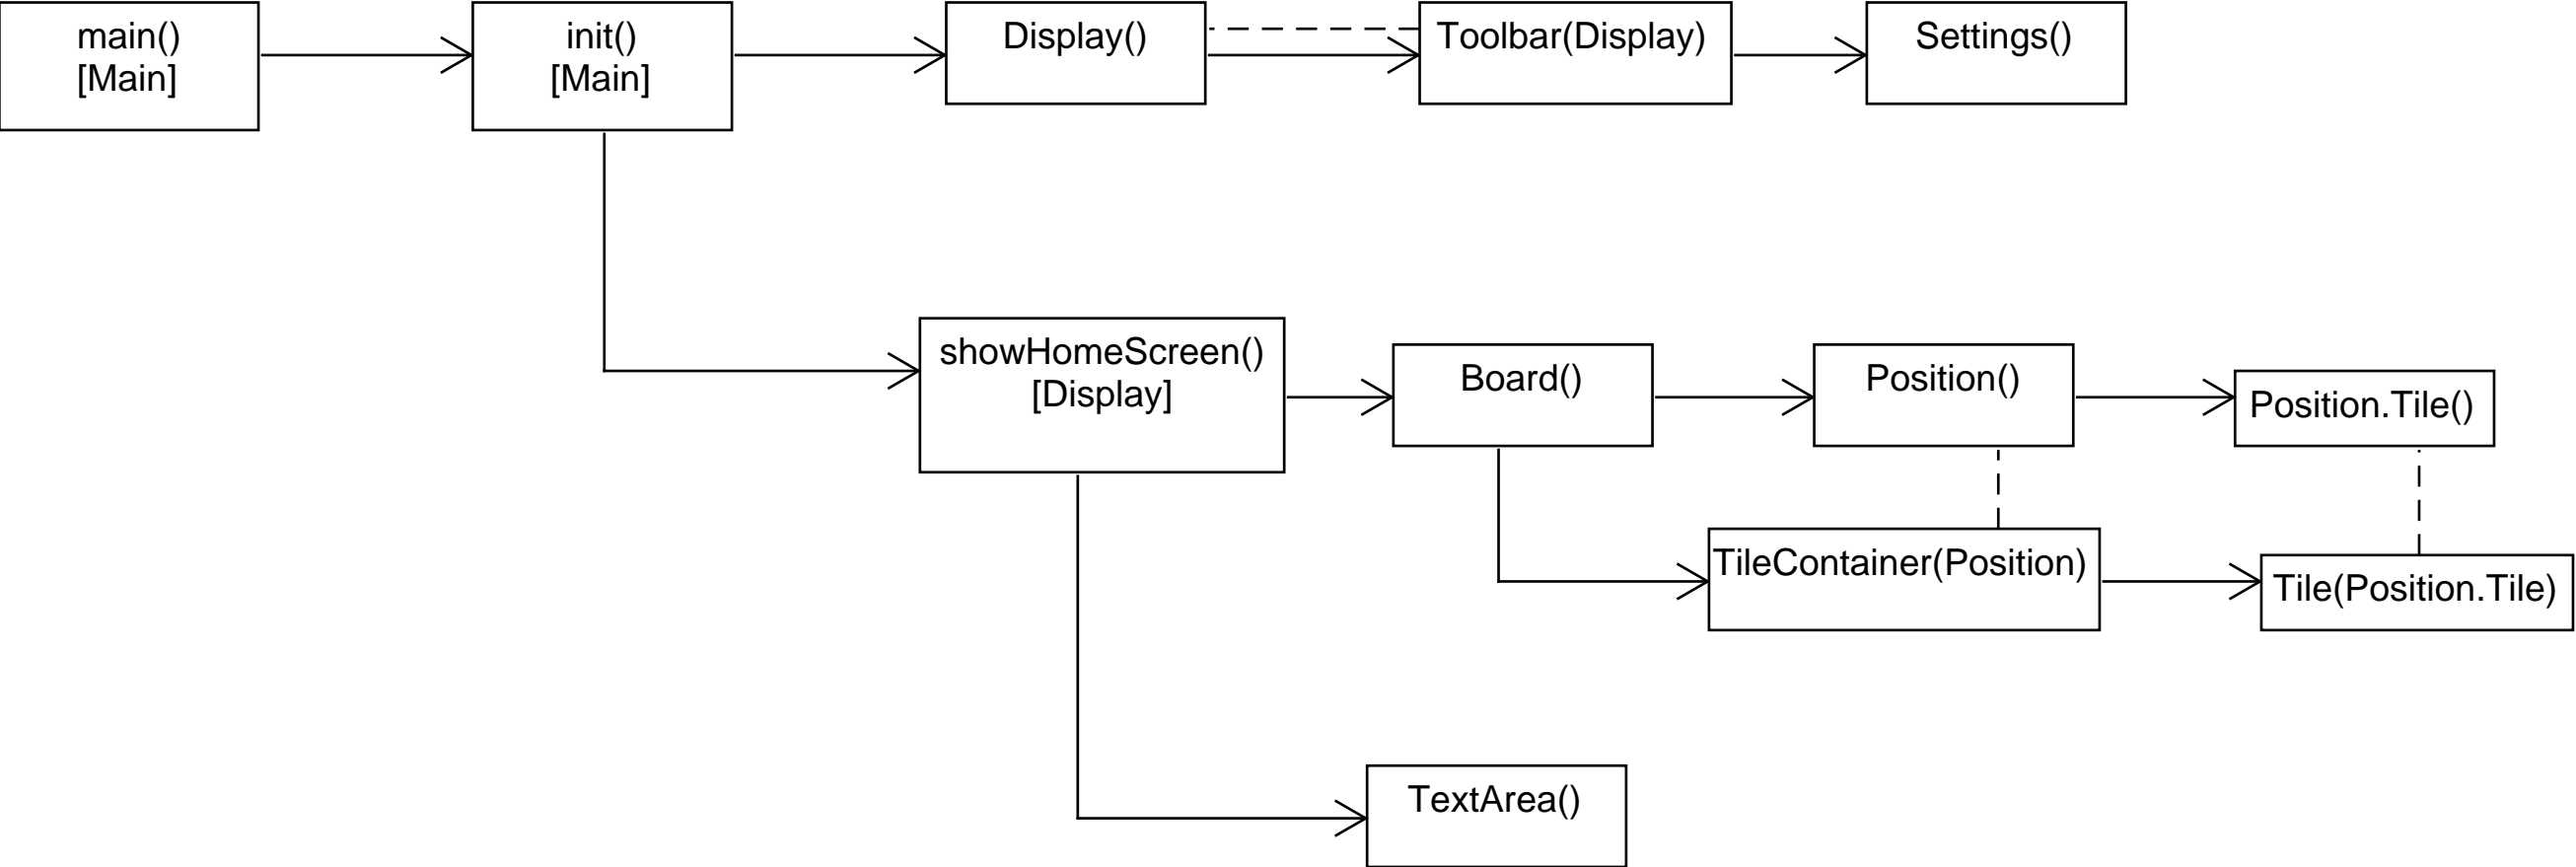 main()
[Main]
init()
[Main]
Display()
Toolbar(Display)
Settings()
showHomeScreen()
[Display]
Board()
Position()
Position.Tile()
TileContainer(Position)
Tile(Position.Tile)
TextArea()